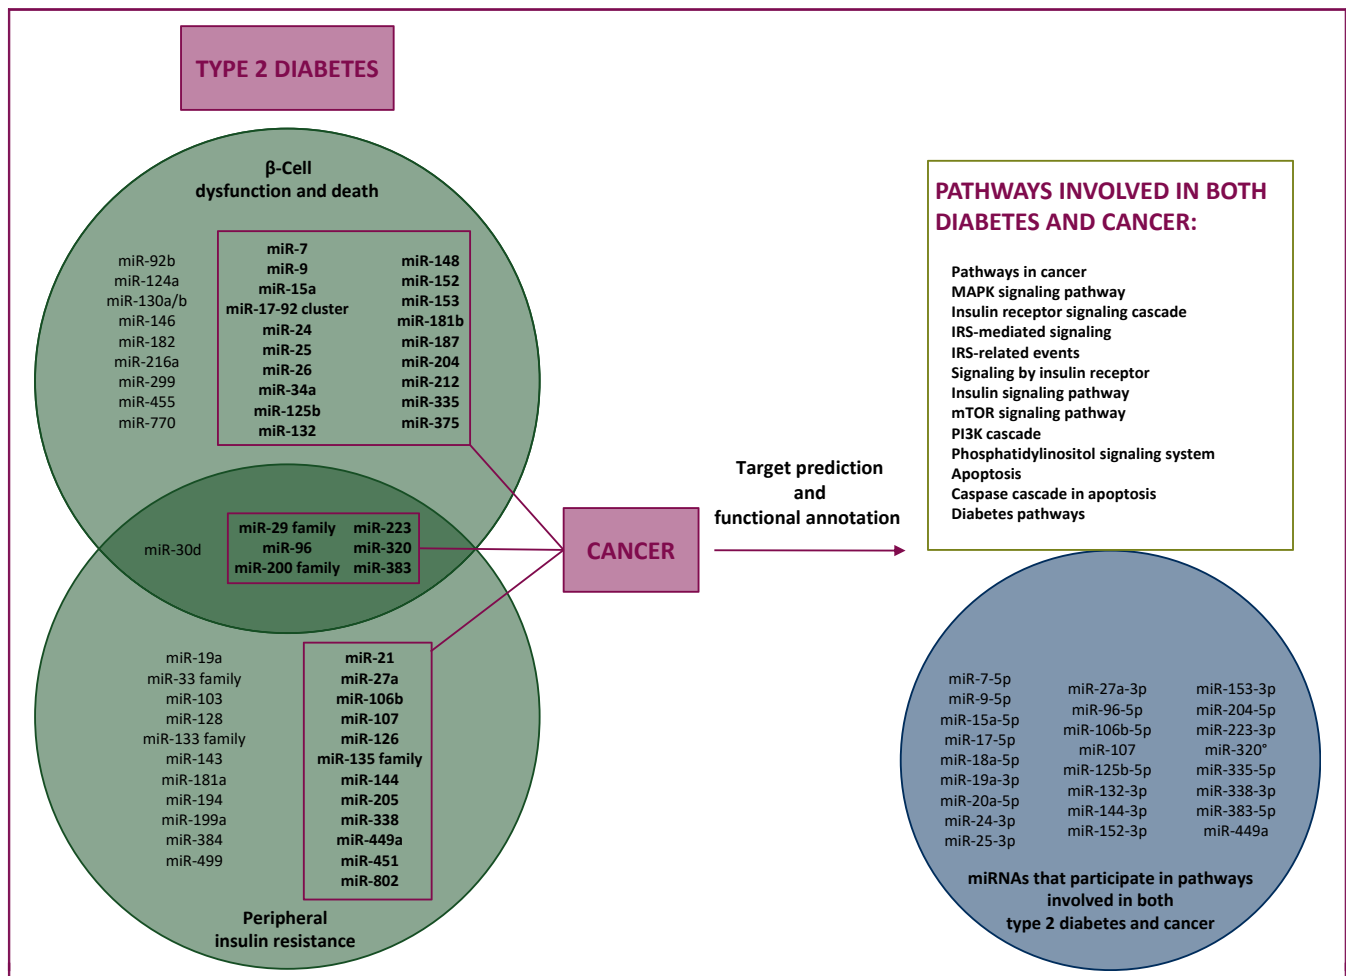 TYPE 2 DIABETES
β-Cell
dysfunction and death
miR-92b
miR-124a
miR-130a/b
miR-146
miR-182
miR-216a
miR-299
miR-455
miR-770
miR-7
miR-9
miR-15a
miR-17-92 cluster
miR-24
miR-25
miR-26
miR-34a
miR-125b
miR-132
miR-148
miR-152
miR-153
miR-181b
miR-187
miR-204
miR-212
miR-335
miR-375
miR-30d
miR-29 family
miR-96
miR-200 family
miR-223
miR-320
miR-383
miR-19a
miR-33 family
miR-103
miR-128
miR-133 family
miR-143
miR-181a
miR-194
miR-199a
miR-384
miR-499
miR-21
miR-27a
miR-106b
miR-107
miR-126
miR-135 family
miR-144
miR-205
miR-338
miR-449a
miR-451
miR-802
Peripheral
insulin resistance
CANCER
Target prediction
and
functional annotation
PATHWAYS INVOLVED IN BOTH
DIABETES AND CANCER:
Pathways in cancer
MAPK signaling pathway
Insulin receptor signaling cascade
IRS-mediated signaling
IRS-related events
Signaling by insulin receptor
Insulin signaling pathway
mTOR signaling pathway
PI3K cascade
Phosphatidylinositol signaling system
Apoptosis
Caspase cascade in apoptosis
Diabetes pathways
miR-7-5p
miR-9-5p
miR-15a-5p
miR-17-5p
miR-18a-5p
miR-19a-3p
miR-20a-5p
miR-24-3p
miR-25-3p
miR-27a-3p
miR-96-5p
miR-106b-5p
miR-107
miR-125b-5p
miR-132-3p
miR-144-3p
miR-152-3p
miR-153-3p
miR-204-5p
miR-223-3p
miR-320°
miR-335-5p
miR-338-3p
miR-383-5p
miR-449a
miRNAs that participate in pathways
involved in both
type 2 diabetes and cancer